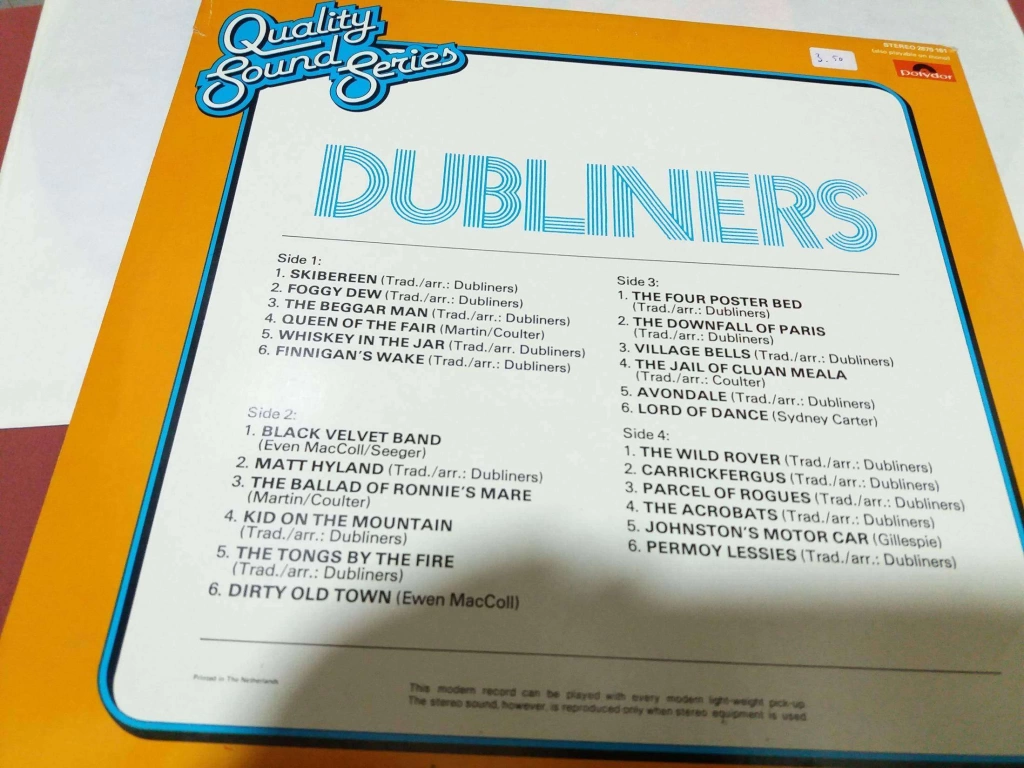 Quality
Sound Series
3.50
STEREO 2679 161
(also playable on mono)
Polydor
DUBLINERS
Side 1:
1. SKIBEREEN (Trad./arr.: Dubliners)
2. FOGGY DEW (Trad./arr.: Dubliners)
3. THE BEGGAR MAN (Trad./arr.: Dubliners)
4. QUEEN OF THE FAIR (Martin/Coulter)
5. WHISKEY IN THE JAR (Trad./arr. Dubliners)
6. FINNIGAN'S WAKE (Trad./arr.: Dubliners)
Side 2:
1. BLACK VELVET BAND
(Even MacColl/Seeger)
2. MATT HYLAND (Trad./arr.: Dubliners)
3. THE BALLAD OF RONNIE'S MARE
(Martin/Coulter)
4. KID ON THE MOUNTAIN
(Trad./arr.: Dubliners)
5. THE TONGS BY THE FIRE
(Trad./arr.: Dubliners)
6. DIRTY OLD TOWN (Ewen MacColl)
Side 3:
1. THE FOUR POSTER BED
(Trad./arr.: Dubliners)
2. THE DOWNFALL OF PARIS
(Trad./arr.: Dubliners)
3. VILLAGE BELLS (Trad./arr.: Dubliners)
4. THE JAIL OF CLUAN MEALA
(Trad./arr.: Coulter)
5. AVONDALE (Trad./arr.: Dubliners)
6. LORD OF DANCE (Sydney Carter)
Side 4:
1. THE WILD ROVER (Trad./arr.: Dubliners)
2. CARRICKFERGUS (Trad./arr.: Dubliners)
3. PARCEL OF ROGUES (Trad./arr.: Dubliners)
4. THE ACROBATS (Trad./arr.: Dubliners)
5. JOHNSTON'S MOTOR CAR (Gillespie)
6. PERMOY LESSIES (Trad./arr.: Dubliners)
Printed in The Netherlands
This modern record can be played with every modern light-weight pick-up.
The stereo sound, however, is reproduced only when stereo equipment is used.